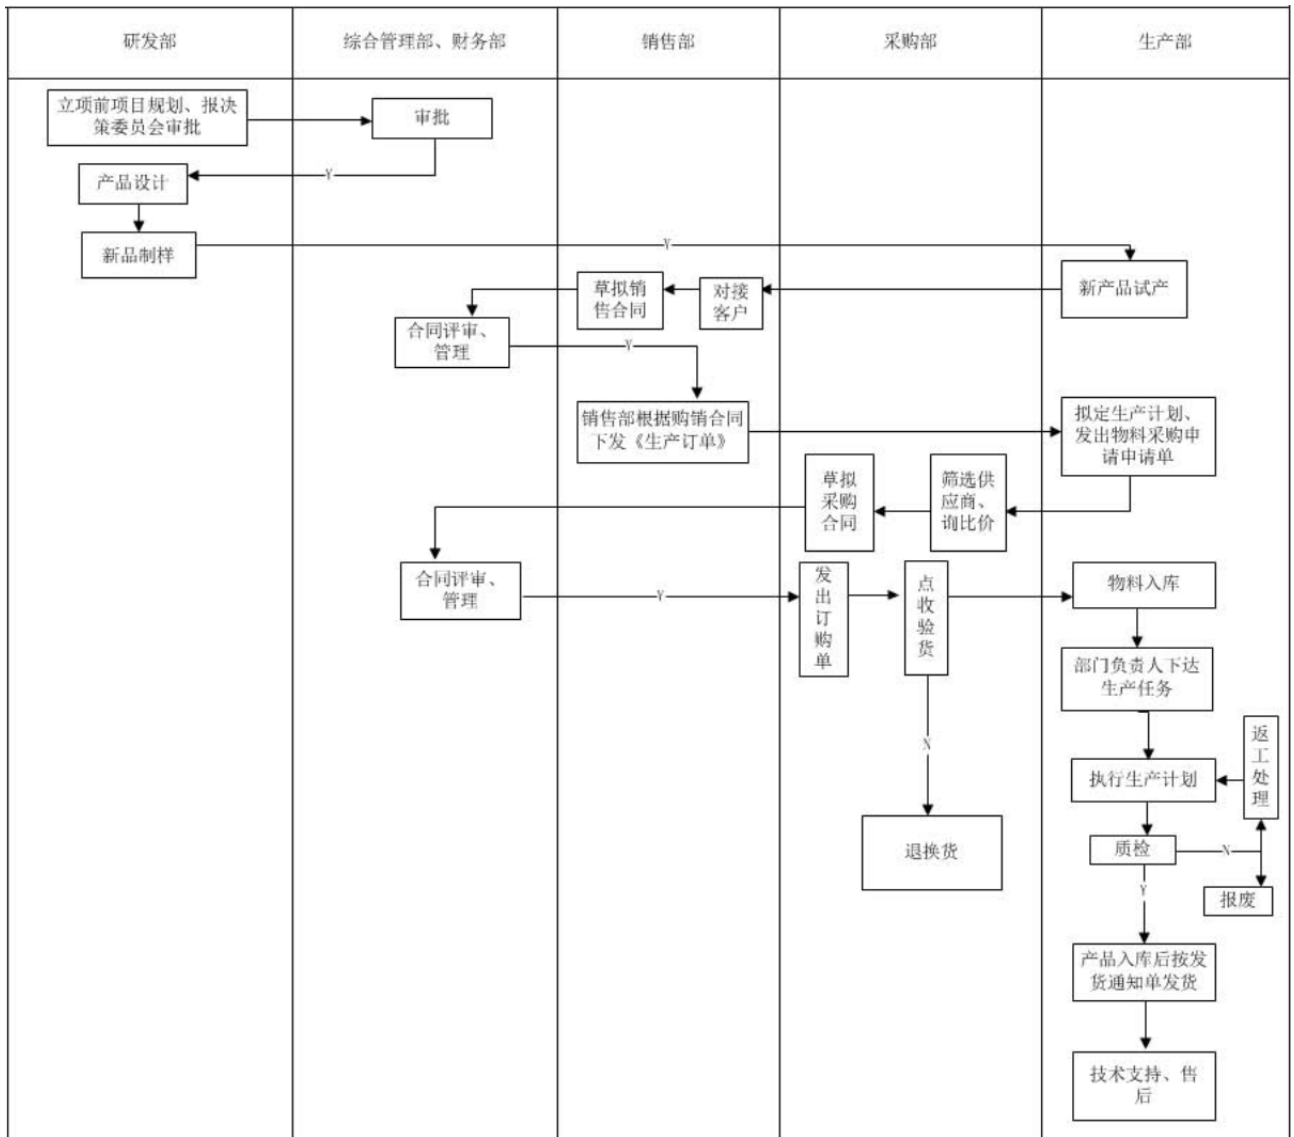 研发部
综合管理部、财务部
销售部
采购部
生产部
立项前项目规划、报决
策委员会审批
审批
Y
产品设计
新品制样
Y
新产品试产
对接
客户
草拟销
售合同
合同评审、
管理
Y
销售部根据购销合同
下发《生产订单》
拟定生产计划、
发出物料采购申
请申请单
筛选供
应商、
询比价
草拟
采购
合同
合同评审、
管理
Y
发
出
订
购
单
点
收
验
货
物料入库
部门负责人下达
生产任务
N
退换货
执行生产计划
返
工
处
理
质检
N
报废
Y
产品入库后按发
货通知单发货
技术支持、售
后